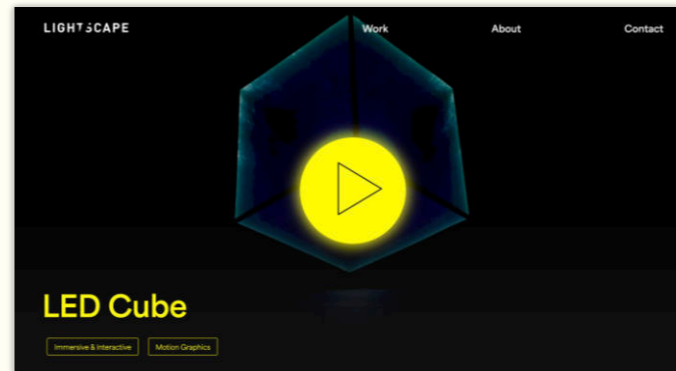 LIGHTSCAPE
Work
About
Contact
LED Cube
Immersive & Interactive
Motion Graphics